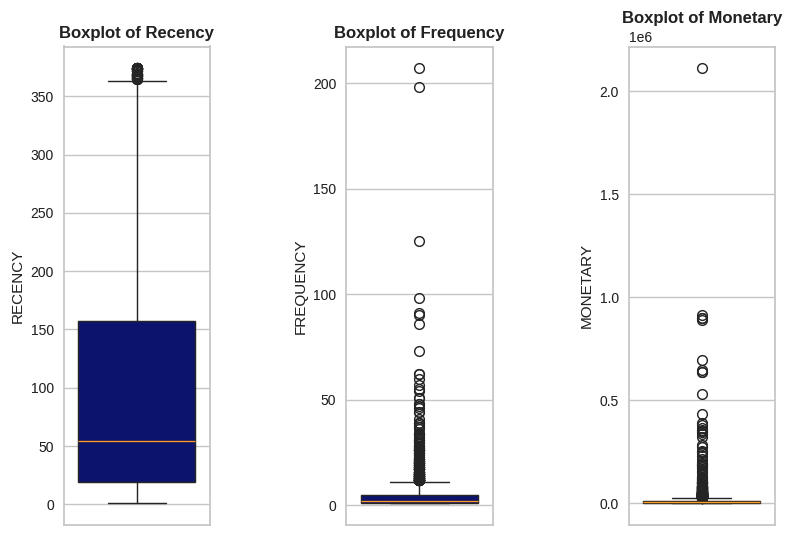 Boxplot of Recency
350
300
250
200
150
100
50
0
RECENCY
Boxplot of Frequency
200
150
100
50
0
FREQUENCY
Boxplot of Monetary
1e6
2.0
1.5
1.0
0.5
0.0
MONETARY